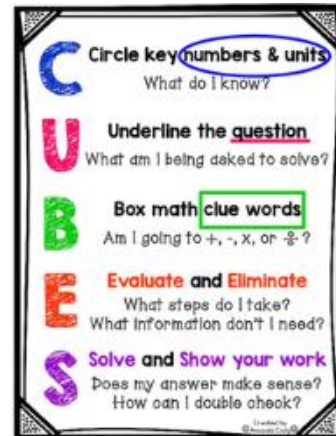 C
Circle key numbers & units
What do I know?
U
Underline the question
What am I being asked to solve?
B
Box math clue words
Am I going to +, -, x, or ÷?
E
Evaluate and Eliminate
What steps do I take?
What information don't I need?
S
Solve and Show your work
Does my answer make sense?
How can I double check?
Created by